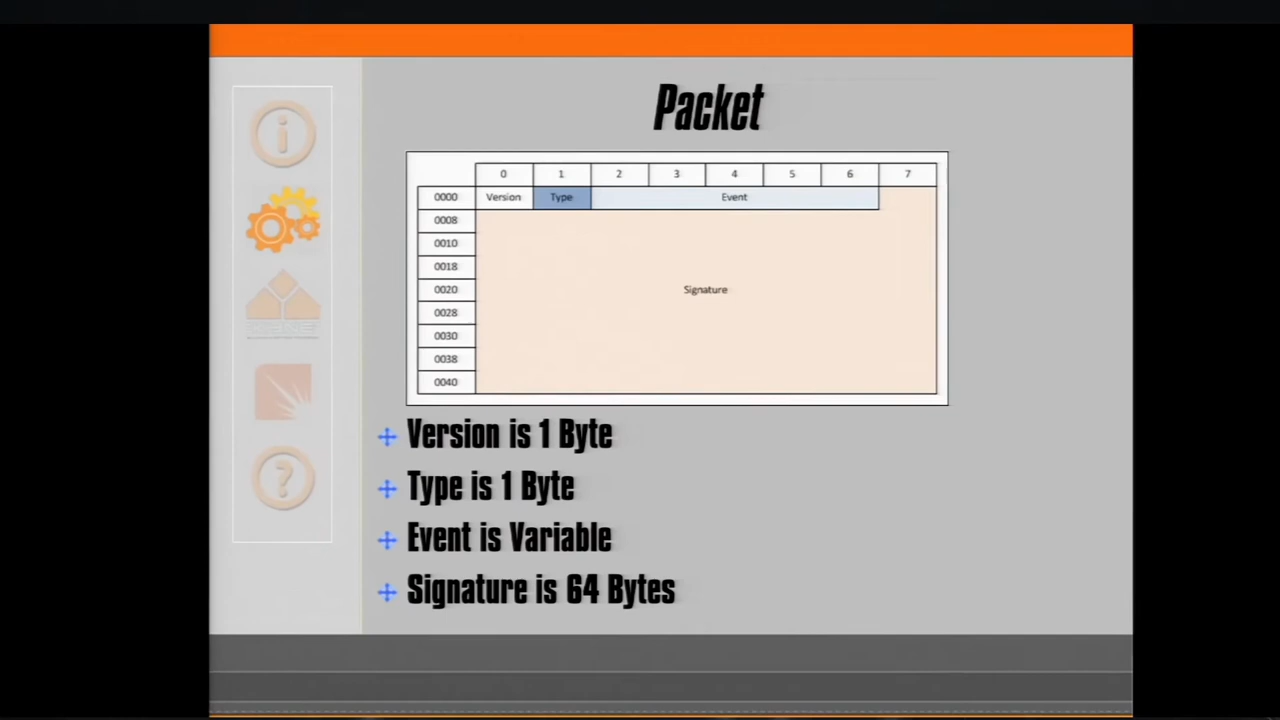 Packet
0 1 2 3 4 5 6 7
0000 Version Type Event
0008
0010
0018
0020 Signature
0028
0030
0038
0040
Version is 1 Byte
Type is 1 Byte
Event is Variable
Signature is 64 Bytes
i
?